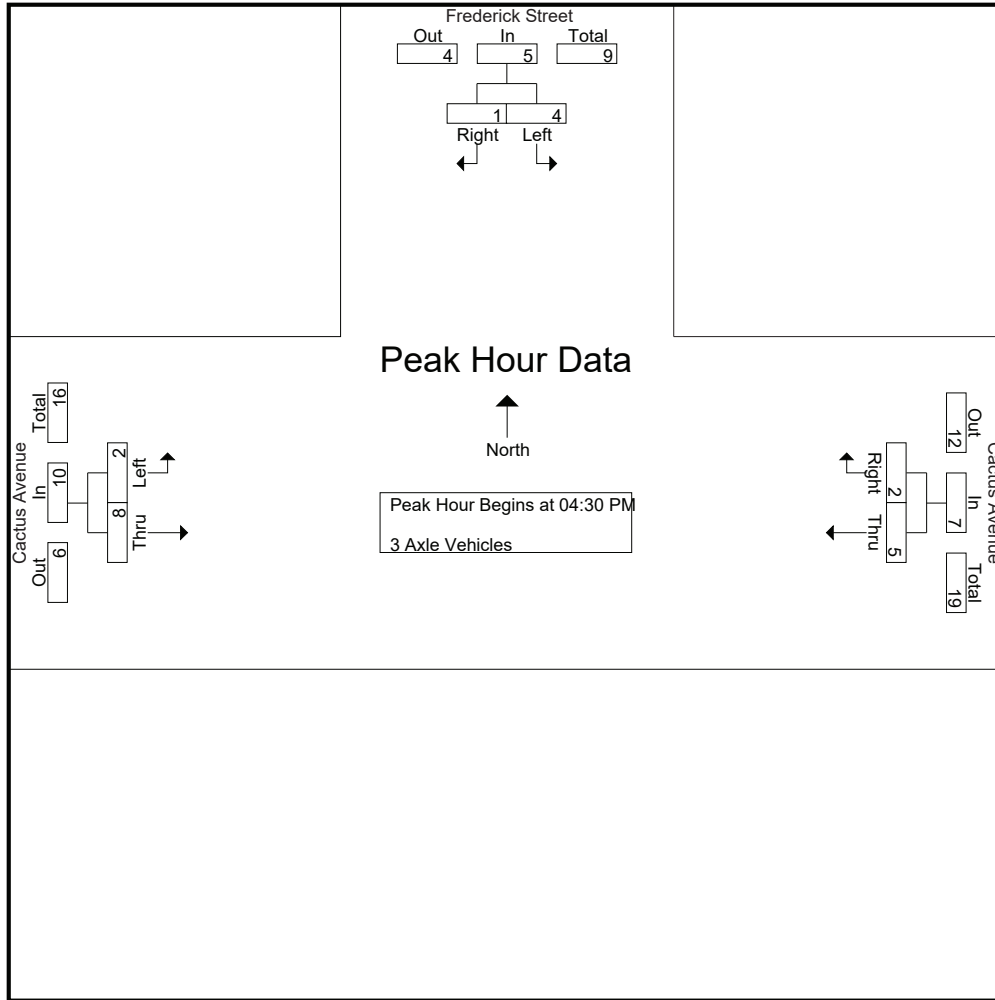 Frederick Street
Out In Total
4 5 9
1 4
Right Left
Peak Hour Data
North
Peak Hour Begins at 04:30 PM
3 Axle Vehicles
Cactus Avenue
Out In Total
6 10 16
8 2
Thru Left
Cactus Avenue
Out In Total
12 7 19
2 5
Right Thru